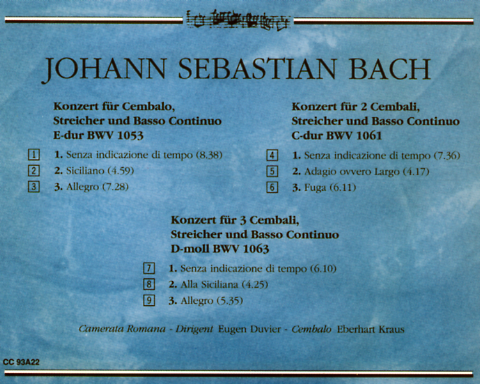 JOHANN SEBASTIAN BACH
Konzert für Cembalo,
Streicher und Basso Continuo
E-dur BWV 1053
1 1. Senza indicazione di tempo (8.38)
2 2. Siciliano (4.59)
3 3. Allegro (7.28)
Konzert für 2 Cembali,
Streicher und Basso Continuo
C-dur BWV 1061
4 1. Senza indicazione di tempo (7.36)
5 2. Adagio ovvero Largo (4.17)
6 3. Fuga (6.11)
Konzert für 3 Cembali,
Streicher und Basso Continuo
D-moll BWV 1063
7 1. Senza indicazione di tempo (6.10)
8 2. Alla Siciliana (4.25)
9 3. Allegro (5.35)
Camerata Romana - Dirigent Eugen Duvier - Cembalo Eberhart Kraus
CC 93A22